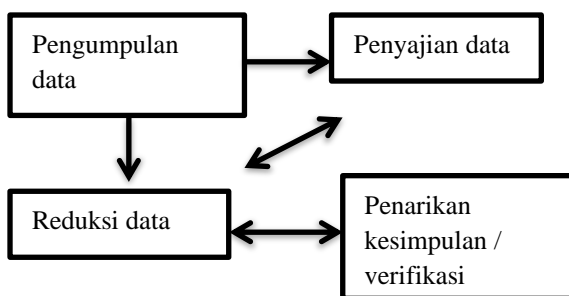 Pengumpulan
data
Penyajian data
Reduksi data
Penarikan
kesimpulan /
verifikasi